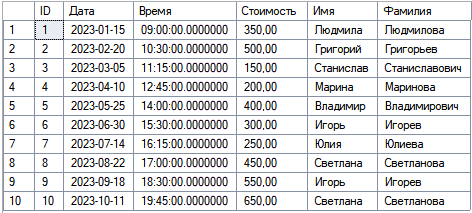 ID Дата Время Стоимость Имя Фамилия
1 1 2023-01-15 09:00:00.0000000 350,00 Людмила Людмилова
2 2 2023-02-20 10:30:00.0000000 500,00 Григорий Григорьев
3 3 2023-03-05 11:15:00.0000000 150,00 Станислав Станиславович
4 4 2023-04-10 12:45:00.0000000 200,00 Марина Маринова
5 5 2023-05-25 14:00:00.0000000 400,00 Владимир Владимирович
6 6 2023-06-30 15:30:00.0000000 300,00 Игорь Игорев
7 7 2023-07-14 16:15:00.0000000 250,00 Юлия Юлиева
8 8 2023-08-22 17:00:00.0000000 450,00 Светлана Светланова
9 9 2023-09-18 18:30:00.0000000 550,00 Игорь Игорев
10 10 2023-10-11 19:45:00.0000000 650,00 Светлана Светланова